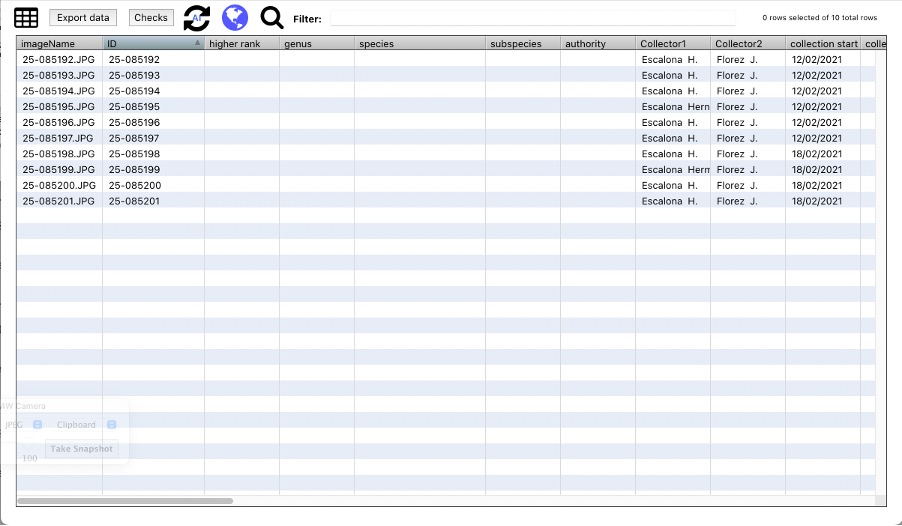 Export data Checks AI Filter: 0 rows selected of 10 total rows
imageName ID higher rank genus species subspecies authority Collector1 Collector2 collection start colle
25-085192.JPG 25-085192 Escalona H. Florez J. 12/02/2021
25-085193.JPG 25-085193 Escalona H. Florez J. 12/02/2021
25-085194.JPG 25-085194 Escalona H. Florez J. 12/02/2021
25-085195.JPG 25-085195 Escalona Hern Florez J. 12/02/2021
25-085196.JPG 25-085196 Escalona H. Florez J. 12/02/2021
25-085197.JPG 25-085197 Escalona H. Florez J. 12/02/2021
25-085198.JPG 25-085198 Escalona H. Florez J. 18/02/2021
25-085199.JPG 25-085199 Escalona Herm Florez J. 18/02/2021
25-085200.JPG 25-085200 Escalona H. Florez J. 18/02/2021
25-085201.JPG 25-085201 Escalona H. Florez J. 18/02/2021
4W Camera
JPEG Clipboard
Take Snapshot
100